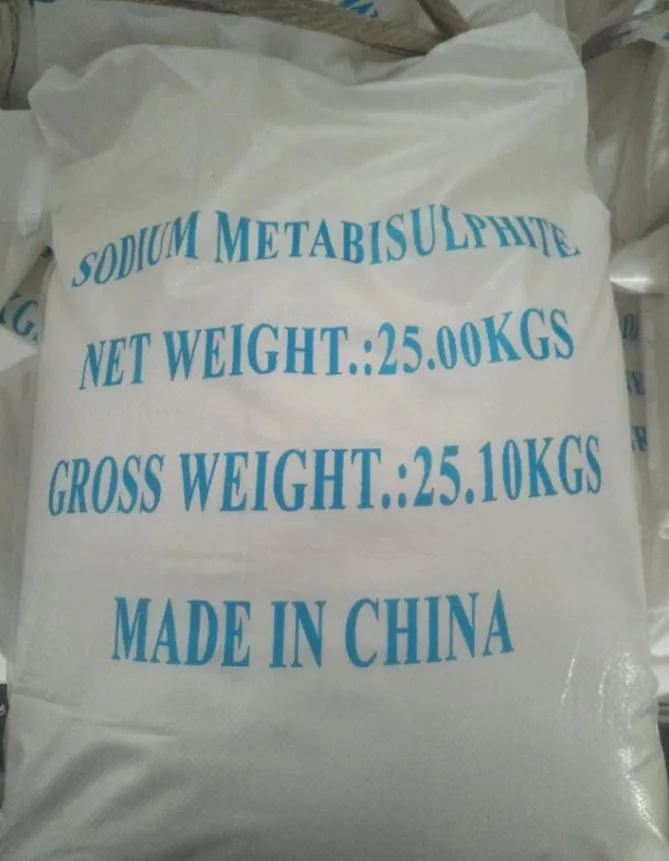 SODIUM METABISULPHITE
NET WEIGHT.:25.00KGS
GROSS WEIGHT.:25.10KGS
MADE IN CHINA